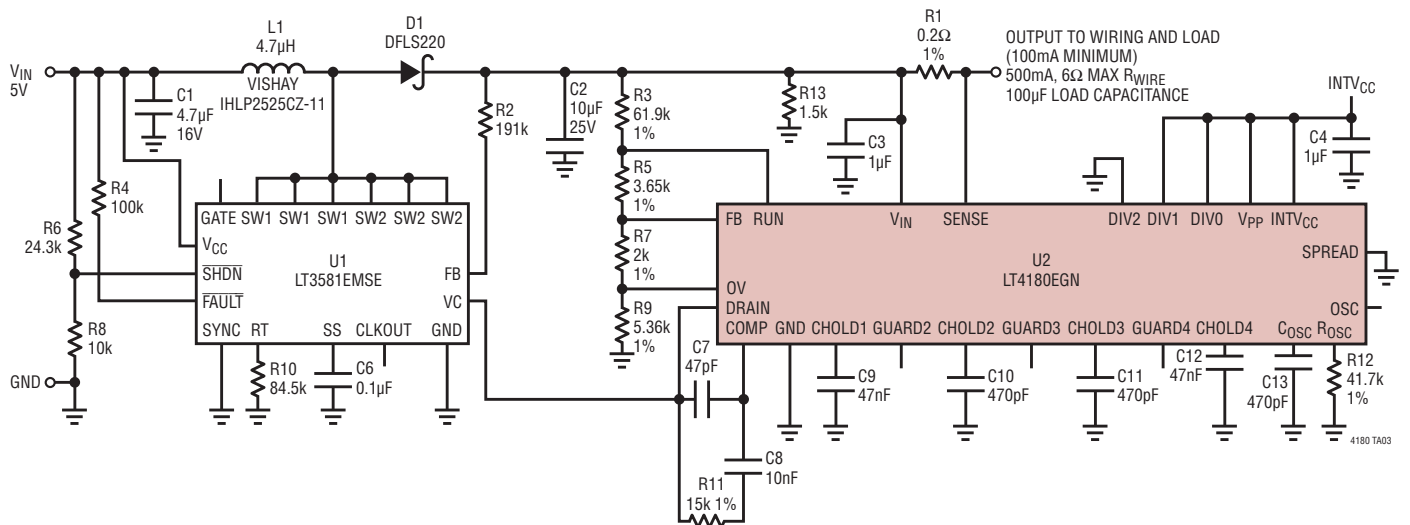 L1
4.7µH
VISHAY
IHLP2525CZ-11
D1
DFLS220
R1
0.2Ω
1%
OUTPUT TO WIRING AND LOAD
(100mA MINIMUM)
500mA, 6Ω MAX RWIRE
100µF LOAD CAPACITANCE
INTVCC
VIN
5V
C1
4.7µF
16V
R2
191k
C2
10µF
25V
R3
61.9k
1%
R13
1.5k
C3
1µF
C4
1µF
R4
100k
R5
3.65k
1%
R6
24.3k
R7
2k
1%
R8
10k
R9
5.36k
1%
GND
GATE SW1 SW1 SW1 SW2 SW2 SW2
VCC
U1
LT3581EMSE
SHDN
FAULT
FB
VC
SYNC RT SS CLKOUT GND
R10
84.5k
C6
0.1µF
FB RUN VIN SENSE DIV2 DIV1 DIV0 VPP INTVCC
U2
LT4180EGN
SPREAD
OV
DRAIN
OSC
COMP GND CHOLD1 GUARD2 CHOLD2 GUARD3 CHOLD3 GUARD4 CHOLD4 COSC ROSC
C7
47pF
C8
10nF
R11
15k 1%
C9
47nF
C10
470pF
C11
470pF
C12
47nF
C13
470pF
R12
41.7k
1%
4180 TA03